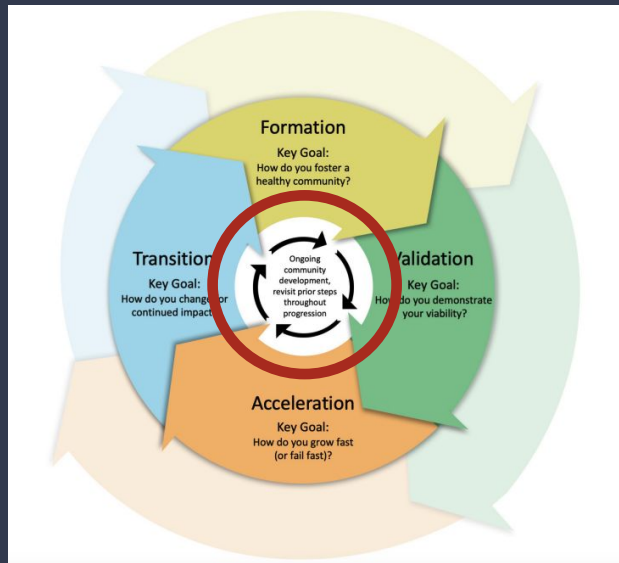 Formation
Key Goal:
How do you foster a
healthy community?
Transition
Key Goal:
How do you change for
continued impact
Ongoing
community
development,
revisit prior steps
throughout
progression
Validation
Key Goal:
How do you demonstrate
your viability?
Acceleration
Key Goal:
How do you grow fast
(or fail fast)?